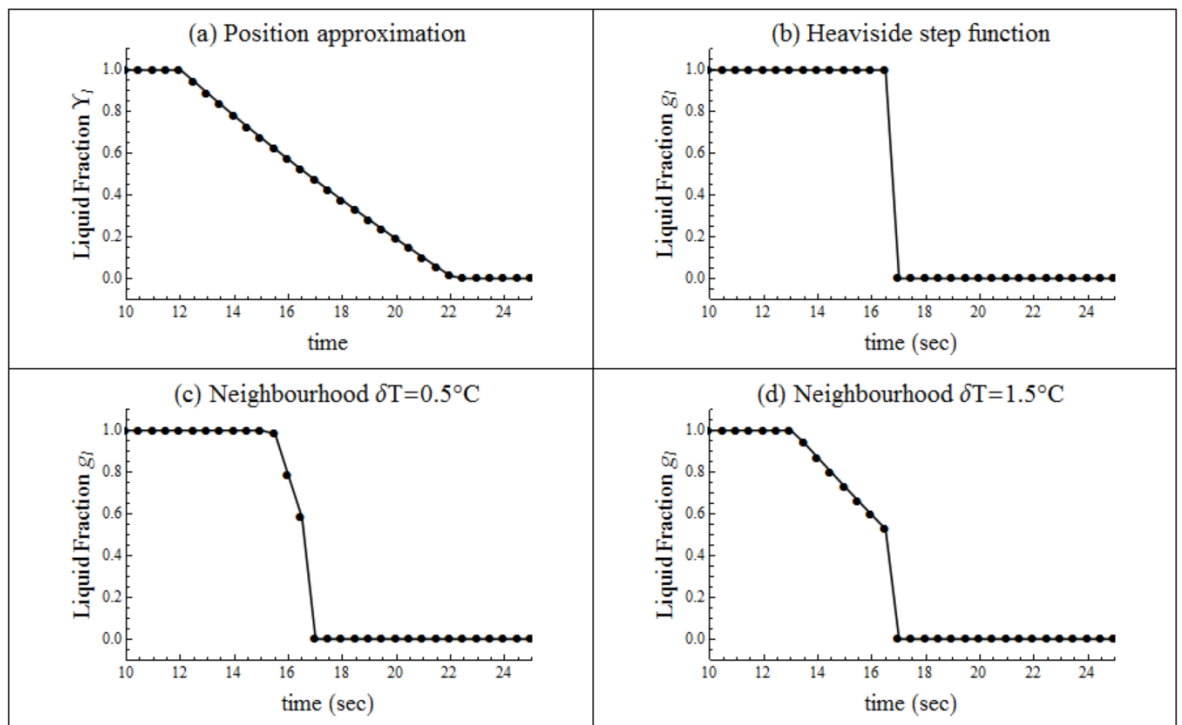 (a) Position approximation
Liquid Fraction ϒl
1.0
0.8
0.6
0.4
0.2
0.0
10 12 14 16 18 20 22 24
time
(b) Heaviside step function
Liquid Fraction gl
1.0
0.8
0.6
0.4
0.2
0.0
10 12 14 16 18 20 22 24
time (sec)
(c) Neighbourhood δT=0.5°C
Liquid Fraction gl
1.0
0.8
0.6
0.4
0.2
0.0
10 12 14 16 18 20 22 24
time (sec)
(d) Neighbourhood δT=1.5°C
Liquid Fraction gl
1.0
0.8
0.6
0.4
0.2
0.0
10 12 14 16 18 20 22 24
time (sec)